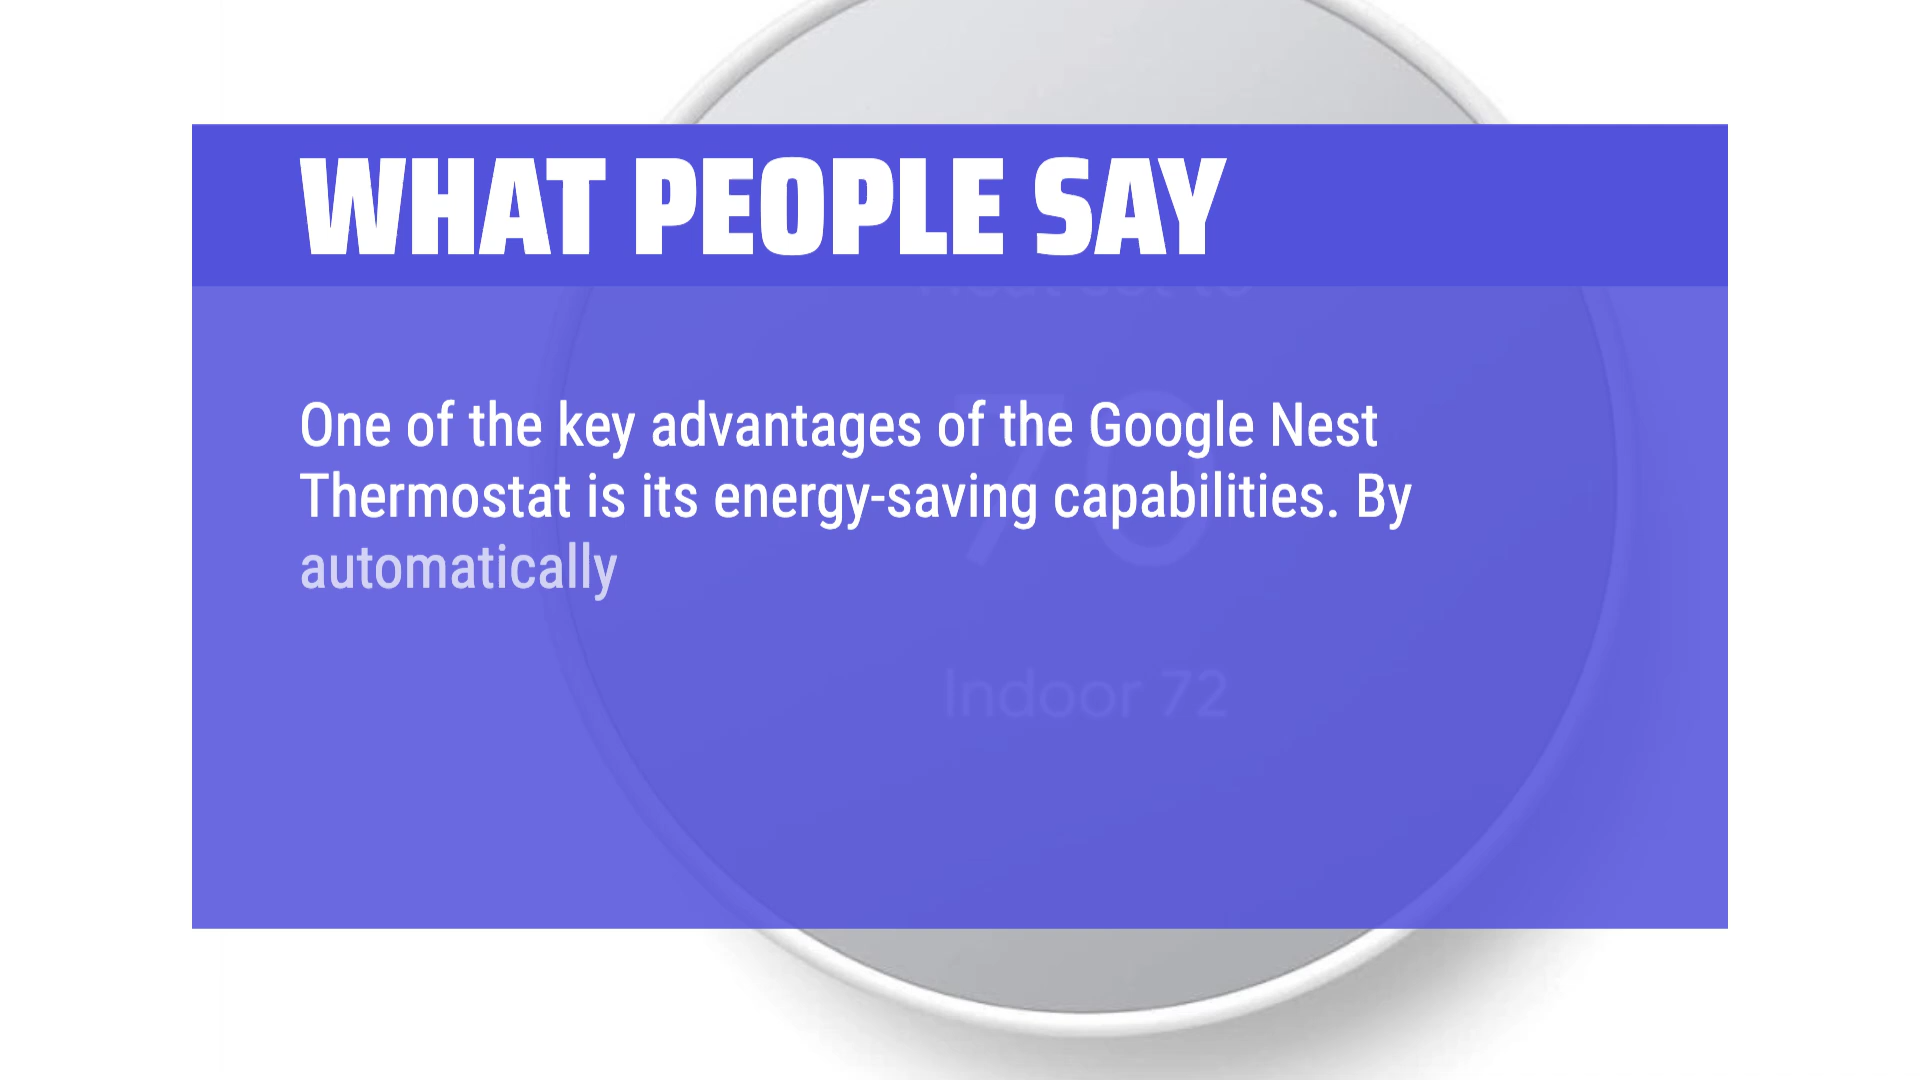 WHAT PEOPLE SAY
One of the key advantages of the Google Nest
Thermostat is its energy-saving capabilities. By
automatically
70
Indoor 72